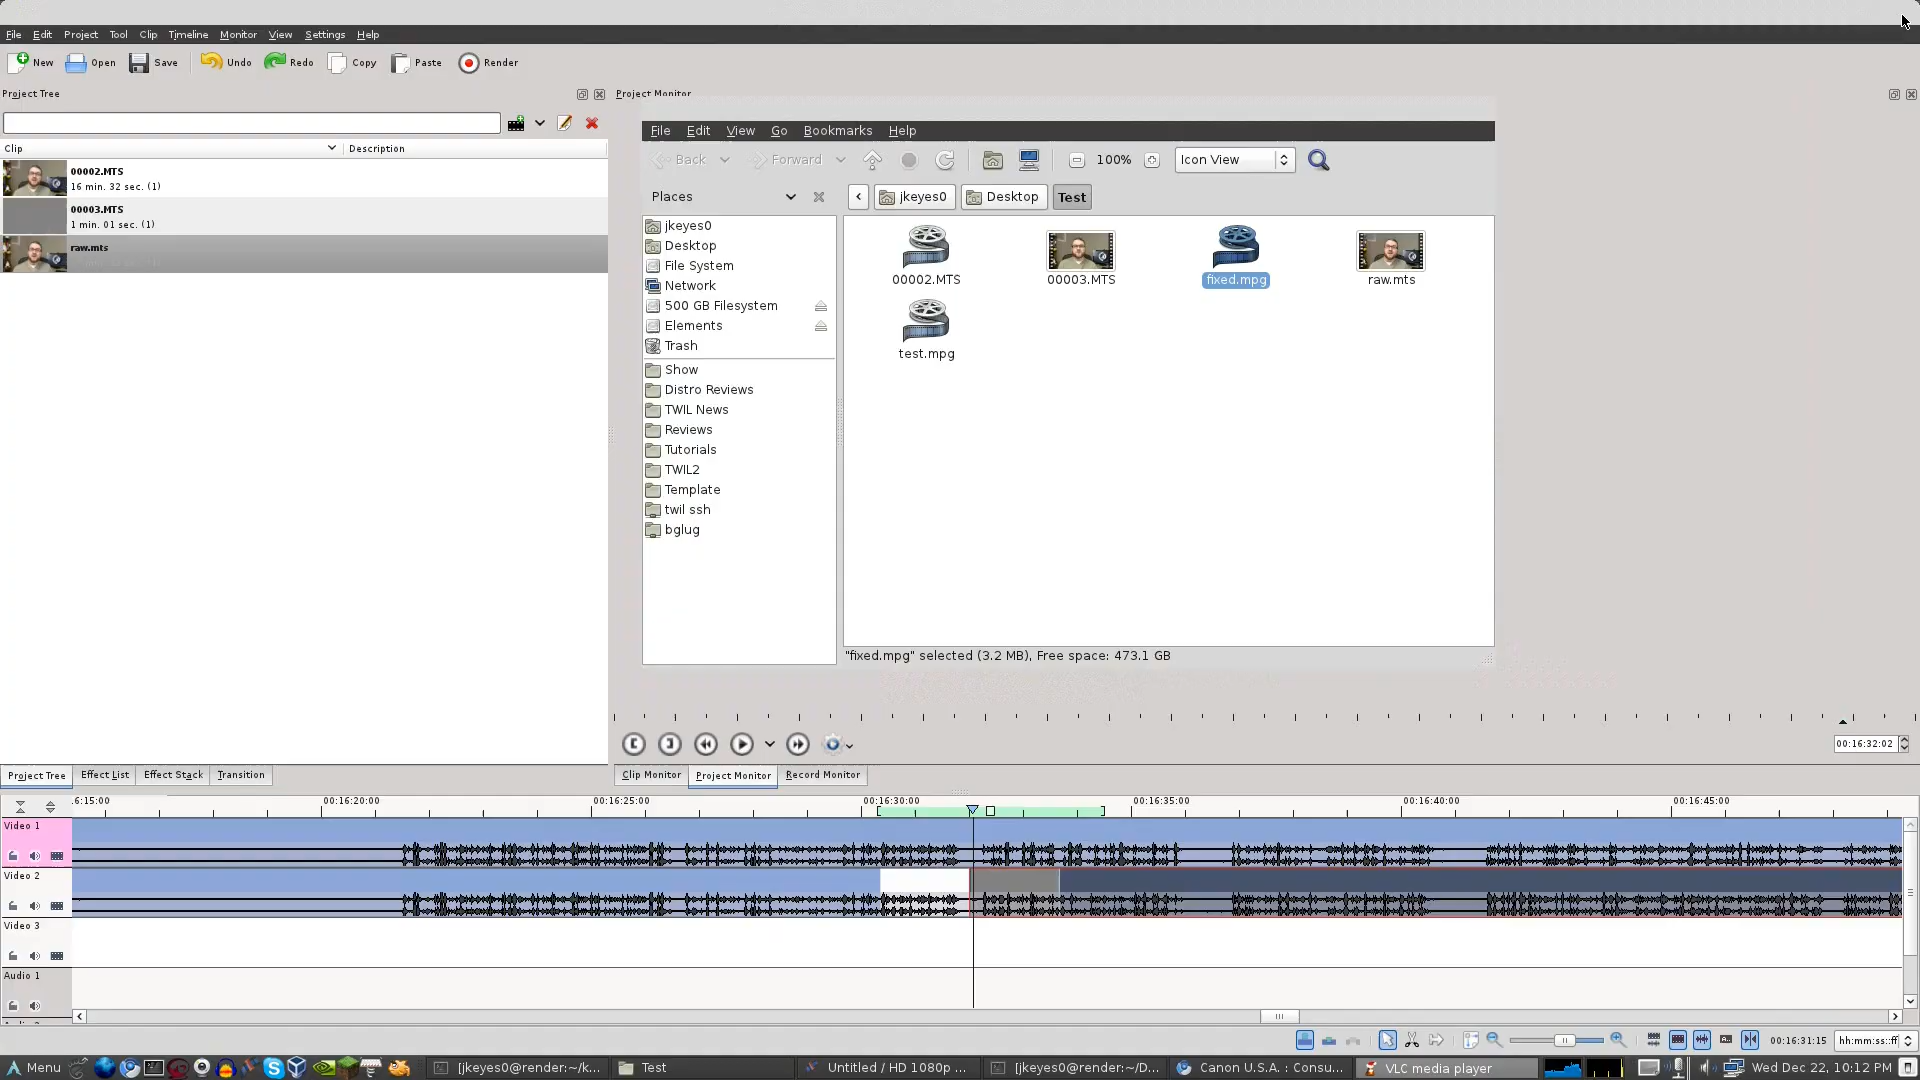 File Edit Project Tool Clip Timeline Monitor View Settings Help
New Open Save Undo Redo Copy Paste Render
Project Tree
Project Monitor
Clip Description
00002.MTS
16 min. 32 sec. (1)
00003.MTS
1 min. 01 sec. (1)
raw.mts
File Edit View Go Bookmarks Help
Back Forward 100% Icon View
Places jkeyes0 Desktop Test
jkeyes0
Desktop
File System
Network
500 GB Filesystem
Elements
Trash
Show
Distro Reviews
TWIL News
Reviews
Tutorials
TWIL2
Template
twil ssh
bglug
00002.MTS 00003.MTS fixed.mpg raw.mts
test.mpg
"fixed.mpg" selected (3.2 MB), Free space: 473.1 GB
00:16:32:02
Project Tree Effect List Effect Stack Transition
Clip Monitor Project Monitor Record Monitor
6:15:00 00:16:20:00 00:16:25:00 00:16:30:00 00:16:35:00 00:16:40:00 00:16:45:00
Video 1
Video 2
Video 3
Audio 1
00:16:31:15 hh:mm:ss:ff
Menu [jkeyes0@render:~/k... Test Untitled / HD 1080p ... [jkeyes0@render:~/D... Canon U.S.A. : Consu... VLC media player Wed Dec 22, 10:12 PM